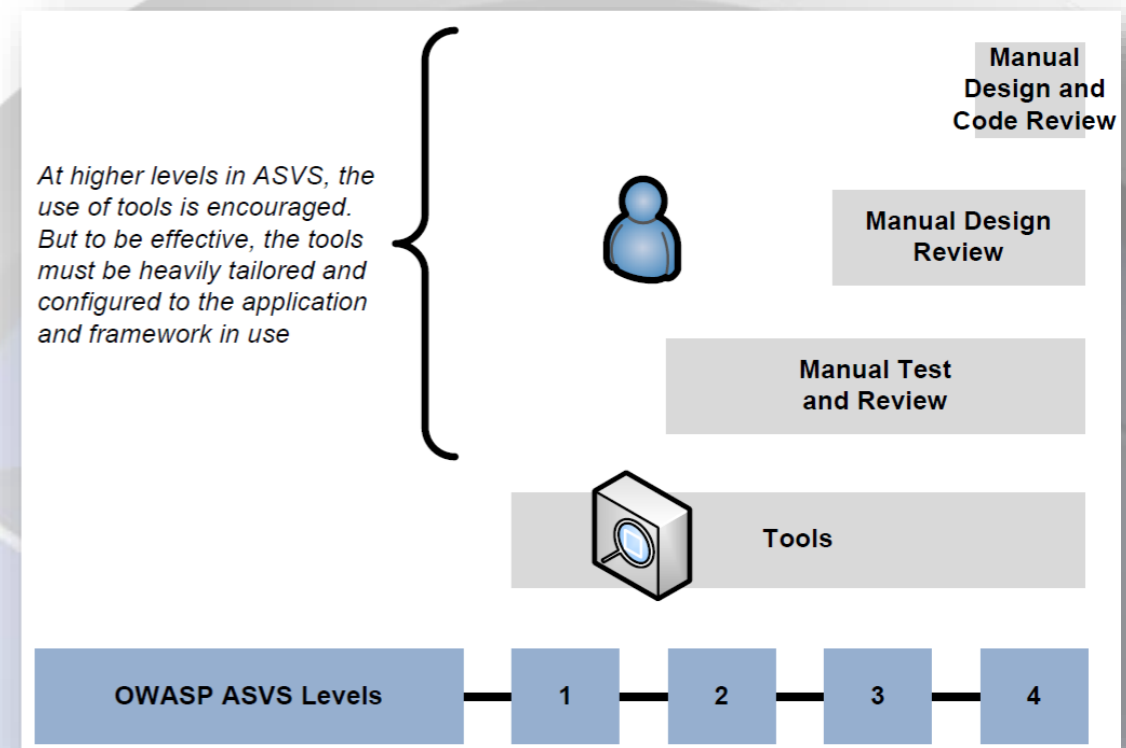 Manual
Design and
Code Review
At higher levels in ASVS, the
use of tools is encouraged.
But to be effective, the tools
must be heavily tailored and
configured to the application
and framework in use
Manual Design
Review
Manual Test
and Review
Tools
OWASP ASVS Levels
1
2
3
4